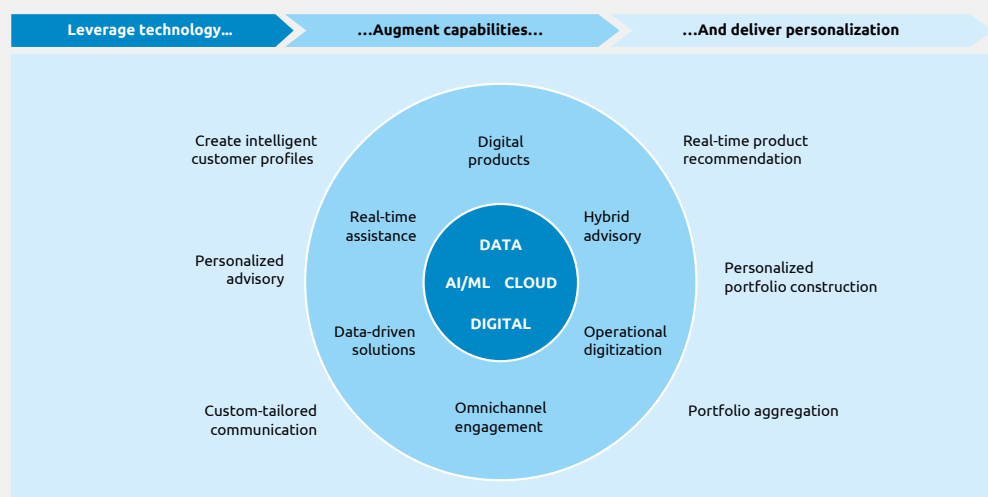 Leverage technology...
...Augment capabilities...
...And deliver personalization
Create intelligent
customer profiles
Digital
products
Real-time product
recommendation
Real-time
assistance
Hybrid
advisory
DATA
Personalized
advisory
AI/ML CLOUD
Personalized
portfolio construction
DIGITAL
Data-driven
solutions
Operational
digitization
Custom-tailored
communication
Omnichannel
engagement
Portfolio aggregation